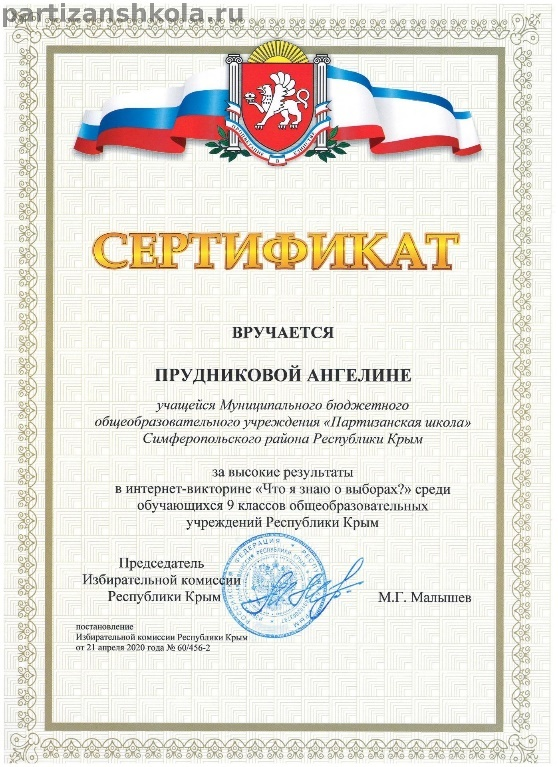 partizanshkola.ru
ПРОЦВЕТАНИЕ В ЕДИНСТВЕ
СЕРТИФИКАТ
ВРУЧАЕТСЯ
ПРУДНИКОВОЙ АНГЕЛИНЕ
учащейся Муниципального бюджетного
общеобразовательного учреждения «Партизанская школа»
Симферопольского района Республики Крым
за высокие результаты
в интернет-викторине «Что я знаю о выборах?» среди
обучающихся 9 классов общеобразовательных
учреждений Республики Крым
Председатель
Избирательной комиссии
Республики Крым
М.Г. Малышев
постановление
Избирательной комиссии Республики Крым
от 21 апреля 2020 года № 60/456-2